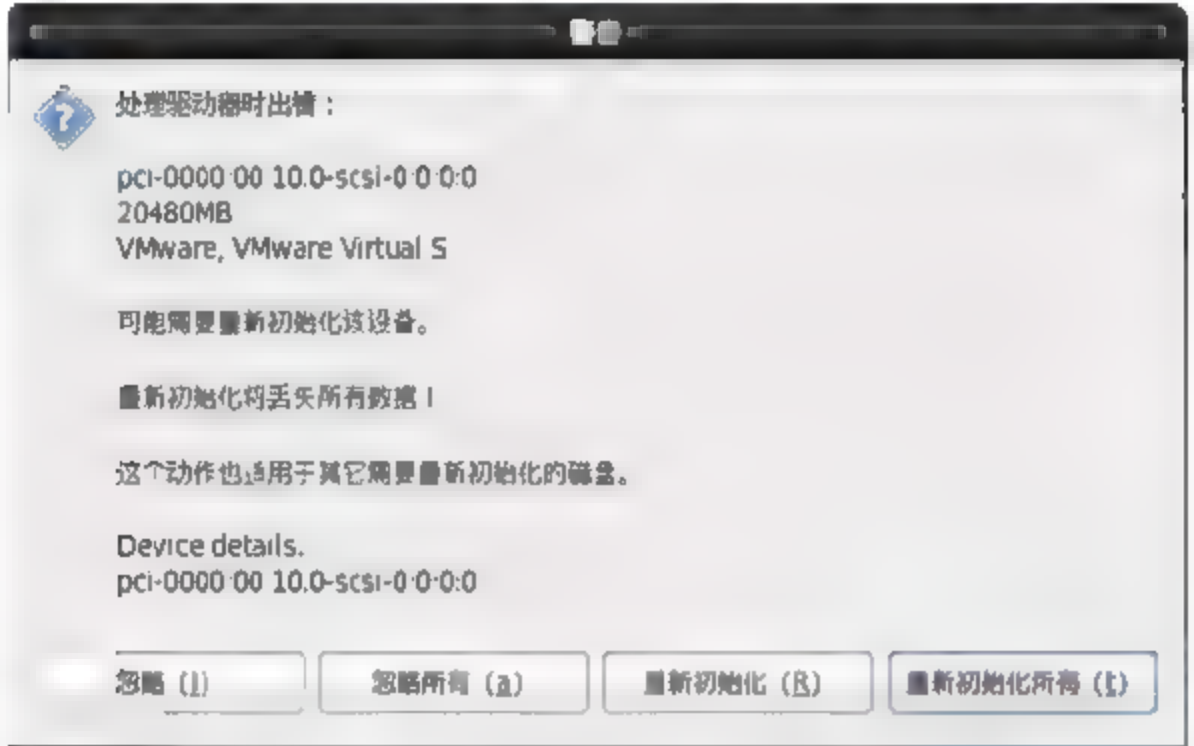 处理驱动器时出错：
pci-0000:00:10.0-scsi-0:0:0:0
20480MB
VMware, VMware Virtual S
可能需要重新初始化该设备。
重新初始化将丢失所有数据！
这个动作也适用于其它需要重新初始化的磁盘。
Device details:
pci-0000:00:10.0-scsi-0:0:0:0
忽略 (I)
忽略所有 (a)
重新初始化 (R)
重新初始化所有 (t)